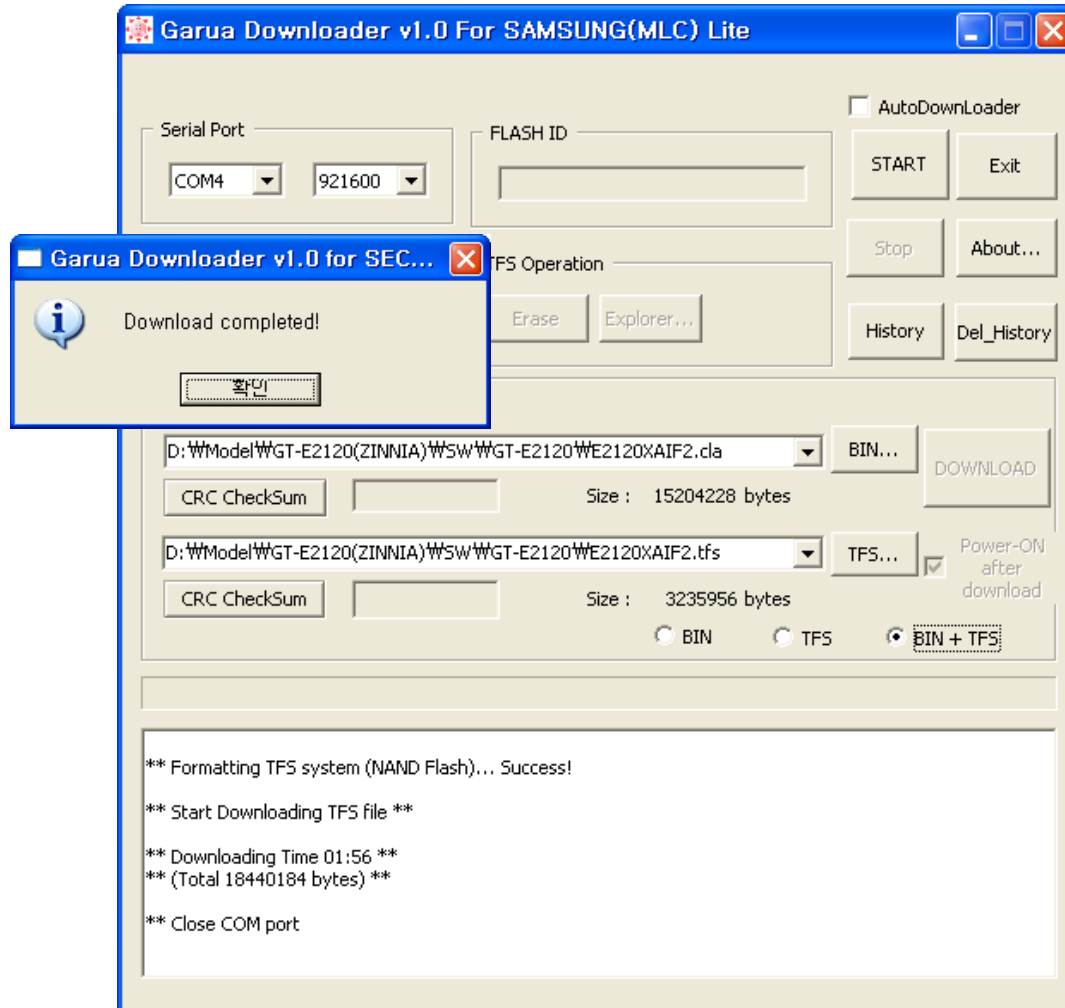 Garua Downloader v1.0 For SAMSUNG(MLC) Lite
AutoDownLoader
Serial Port
FLASH ID
COM4
921600
START
Exit
Stop
About...
Garua Downloader v1.0 for SEC...
Download completed!
확인
TFS Operation
Erase
Explorer...
History
Del_History
D:₩Model₩GT-E2120(ZINNIA)₩SW₩GT-E2120₩E2120XAIF2.cla
BIN...
DOWNLOAD
CRC CheckSum
Size : 15204228 bytes
D:₩Model₩GT-E2120(ZINNIA)₩SW₩GT-E2120₩E2120XAIF2.tfs
TFS...
Power-ON
after
download
CRC CheckSum
Size : 3235956 bytes
BIN
TFS
BIN + TFS
** Formatting TFS system (NAND Flash)... Success!
** Start Downloading TFS file **
** Downloading Time 01:56 **
** (Total 18440184 bytes) **
** Close COM port